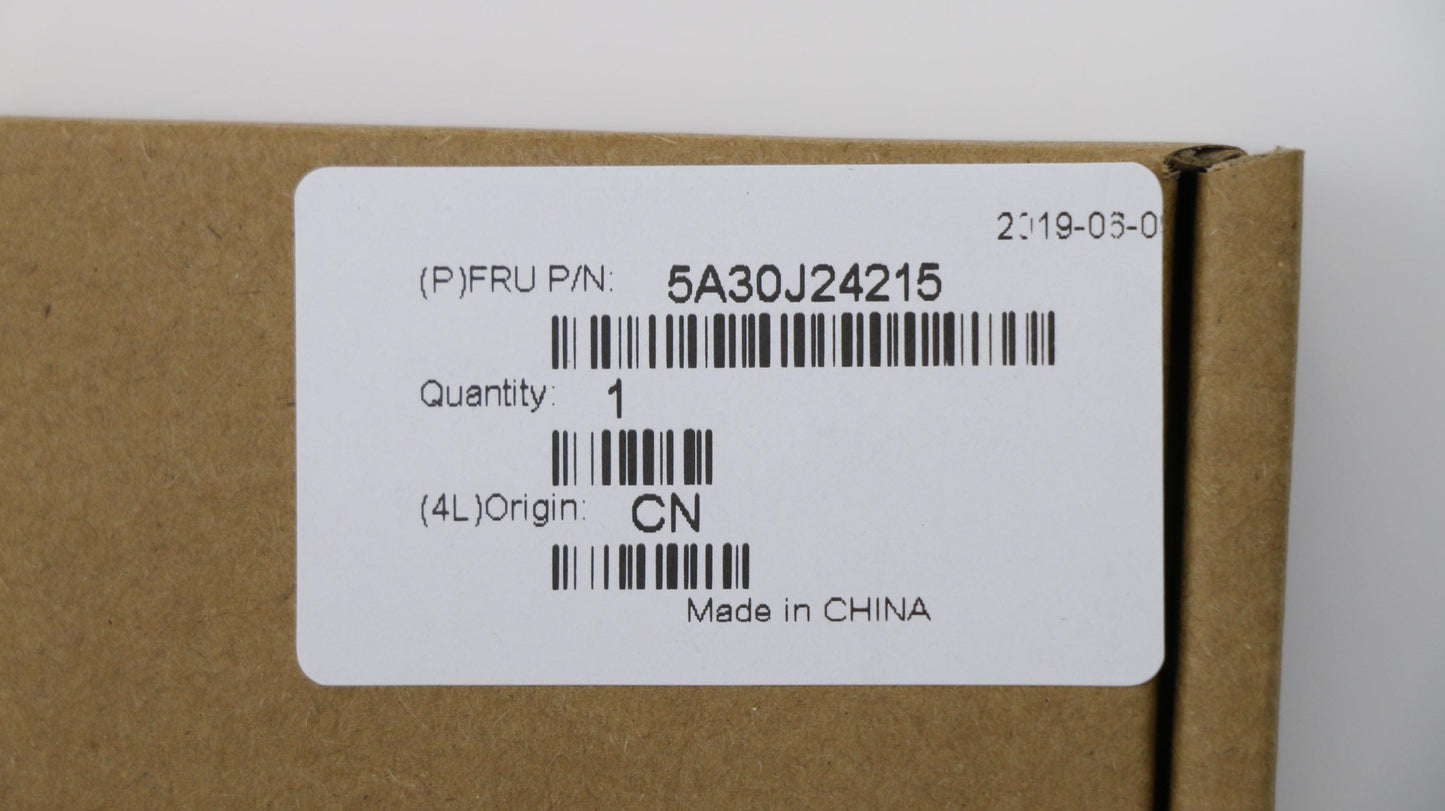 2019-06-0
(P)FRU P/N: 5A30J24215
Quantity: 1
(4L)Origin: CN
Made in CHINA